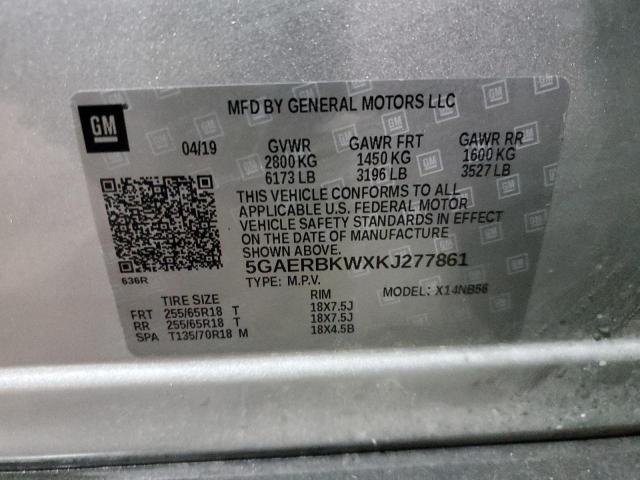 GM
MFD BY GENERAL MOTORS LLC
04/19 GVWR GAWR FRT GAWR RR
2800 KG 1450 KG 1600 KG
6173 LB 3196 LB 3527 LB
THIS VEHICLE CONFORMS TO ALL
APPLICABLE U.S. FEDERAL MOTOR
VEHICLE SAFETY STANDARDS IN EFFECT
ON THE DATE OF MANUFACTURE
SHOWN ABOVE.
5GAERBKWXKJ277861
636R TYPE: M.P.V. MODEL: X14NB56
TIRE SIZE RIM
FRT 255/65R18 T 18X7.5J
RR 255/65R18 T 18X7.5J
SPA T135/70R18 M 18X4.5B